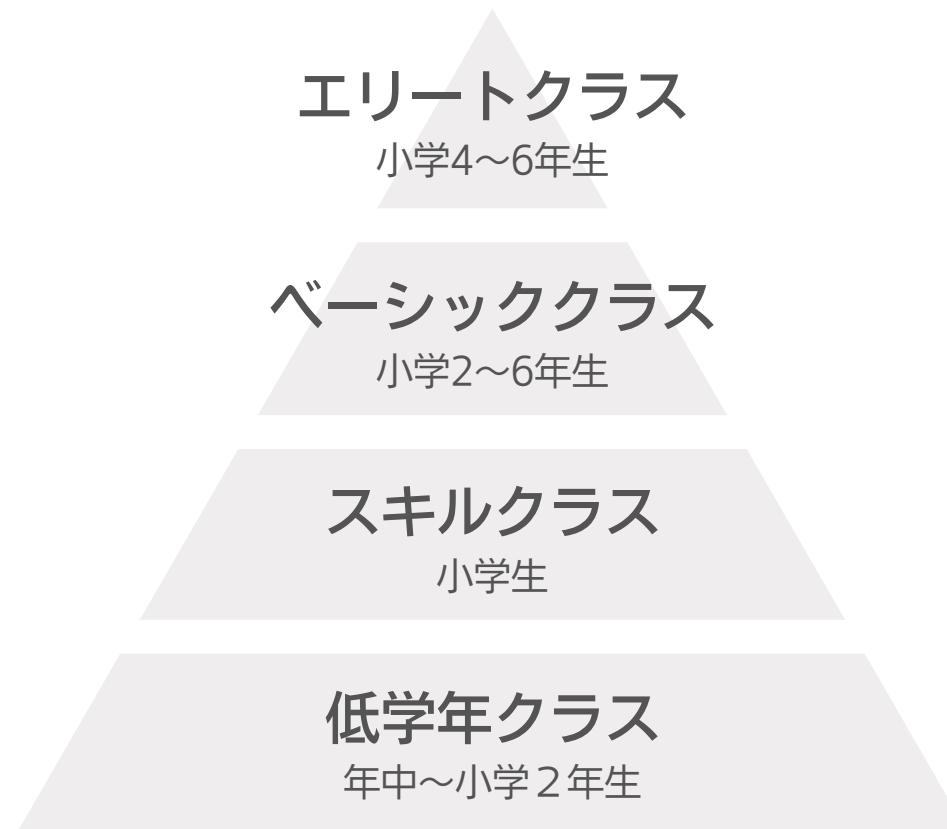 エリートクラス
小学4～6年生
ベーシッククラス
小学2～6年生
スキルクラス
小学生
低学年クラス
年中～小学２年生